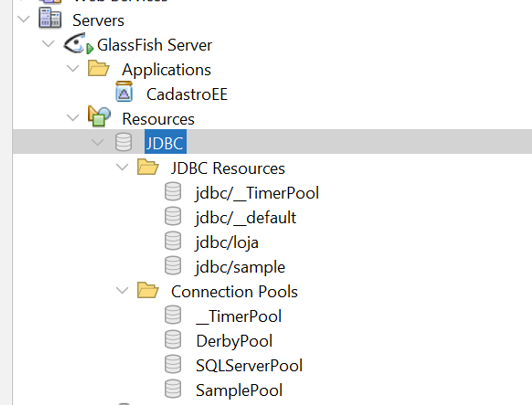 Web Services
Servers
GlassFish Server
Applications
CadastroEE
Resources
JDBC
JDBC Resources
jdbc/__TimerPool
jdbc/__default
jdbc/loja
jdbc/sample
Connection Pools
__TimerPool
DerbyPool
SQLServerPool
SamplePool